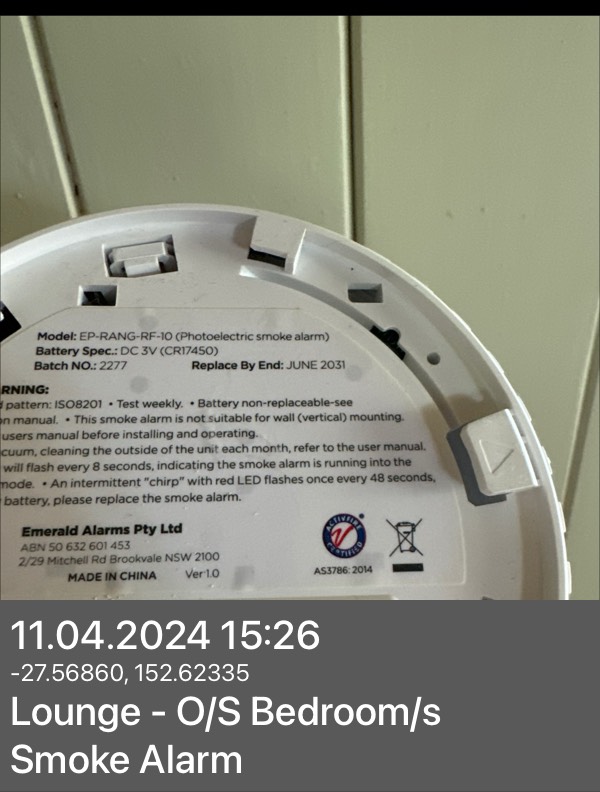 Model: EP-RANG-RF-10 (Photoelectric smoke alarm)
Battery Spec.: DC 3V (CR17450)
Batch NO.: 2277 Replace By End: JUNE 2031
RNING:
pattern: ISO8201 • Test weekly. • Battery non-replaceable-see
n manual. • This smoke alarm is not suitable for wall (vertical) mounting.
users manual before installing and operating.
cuum, cleaning the outside of the unit each month, refer to the user manual.
will flash every 8 seconds, indicating the smoke alarm is running into the
mode. • An intermittent "chirp" with red LED flashes once every 48 seconds,
battery, please replace the smoke alarm.
Emerald Alarms Pty Ltd
ABN 50 632 601 453
2/29 Mitchell Rd Brookvale NSW 2100
MADE IN CHINA Ver1.0
ACTIVFIRE
CERTIFIED
AS3786: 2014
11.04.2024 15:26
-27.56860, 152.62335
Lounge - O/S Bedroom/s
Smoke Alarm